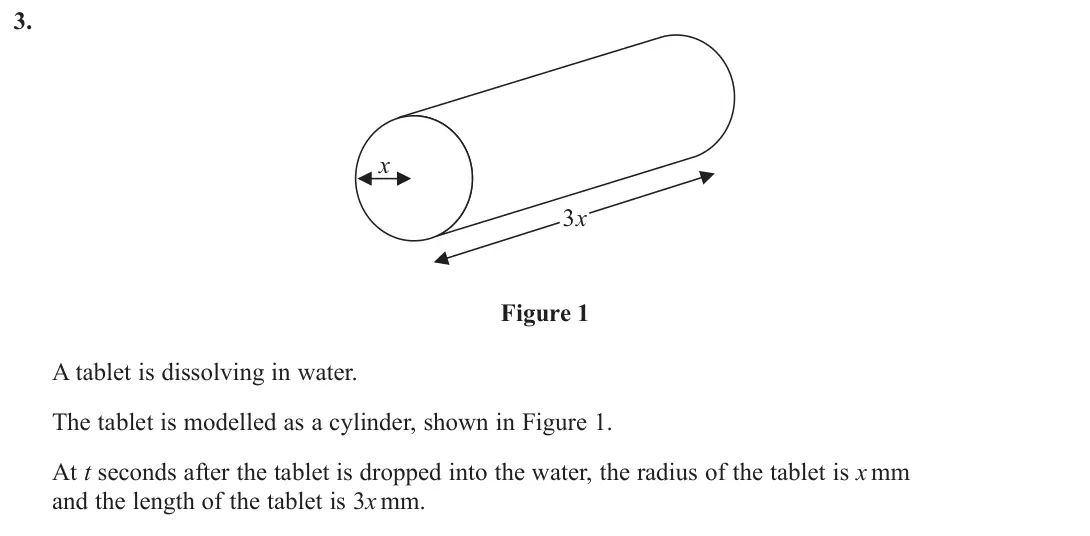 3.
x
3x
Figure 1
A tablet is dissolving in water.
The tablet is modelled as a cylinder, shown in Figure 1.
At t seconds after the tablet is dropped into the water, the radius of the tablet is x mm
and the length of the tablet is 3x mm.